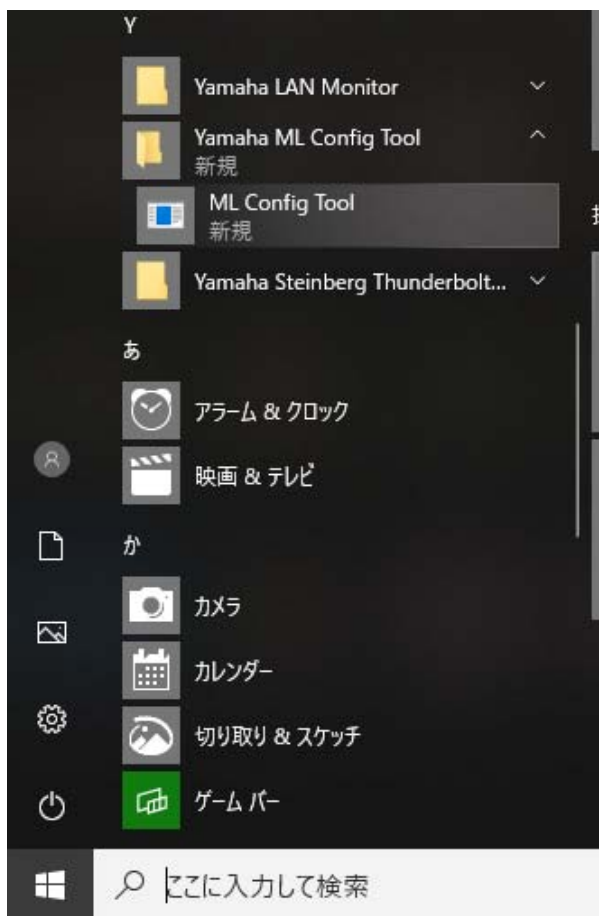 Y
Yamaha LAN Monitor
Yamaha ML Config Tool
新規
ML Config Tool
新規
Yamaha Steinberg Thunderbolt...
あ
アラーム & クロック
映画 & テレビ
か
カメラ
カレンダー
切り取り & スケッチ
ゲーム バー
ここに入力して検索